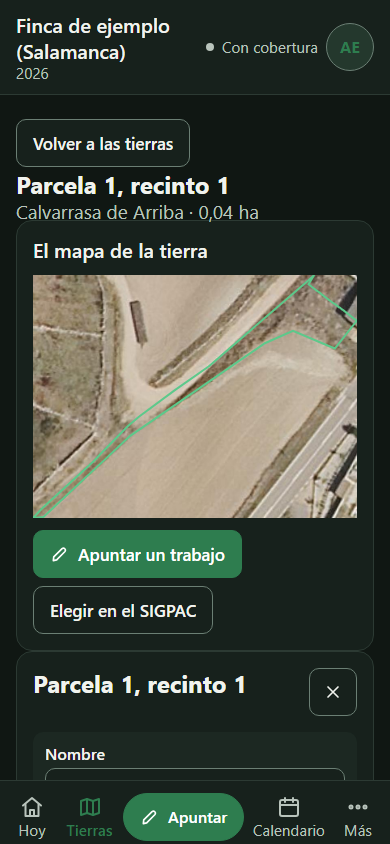 Finca de ejemplo
(Salamanca)
2026
Con cobertura
AE
Volver a las tierras
Parcela 1, recinto 1
Calvarrasa de Arriba · 0,04 ha
El mapa de la tierra
Apuntar un trabajo
Elegir en el SIGPAC
Parcela 1, recinto 1
Nombre
Hoy
Tierras
Apuntar
Calendario
Más